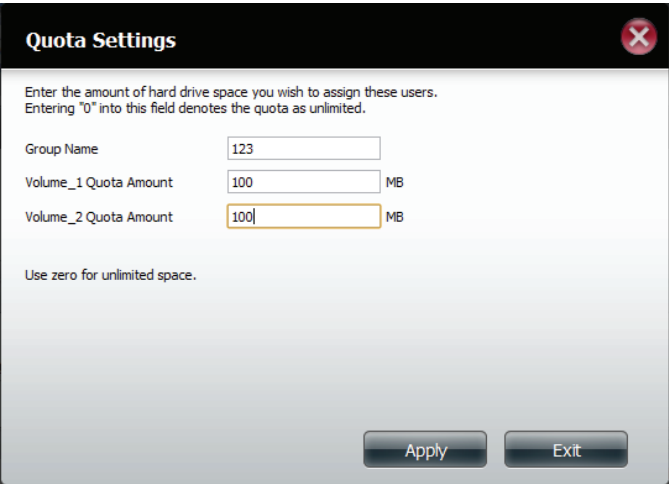 Quota Settings
Enter the amount of hard drive space you wish to assign these users.
Entering "0" into this field denotes the quota as unlimited.
Group Name 123
Volume_1 Quota Amount 100 MB
Volume_2 Quota Amount 100 MB
Use zero for unlimited space.
Apply Exit